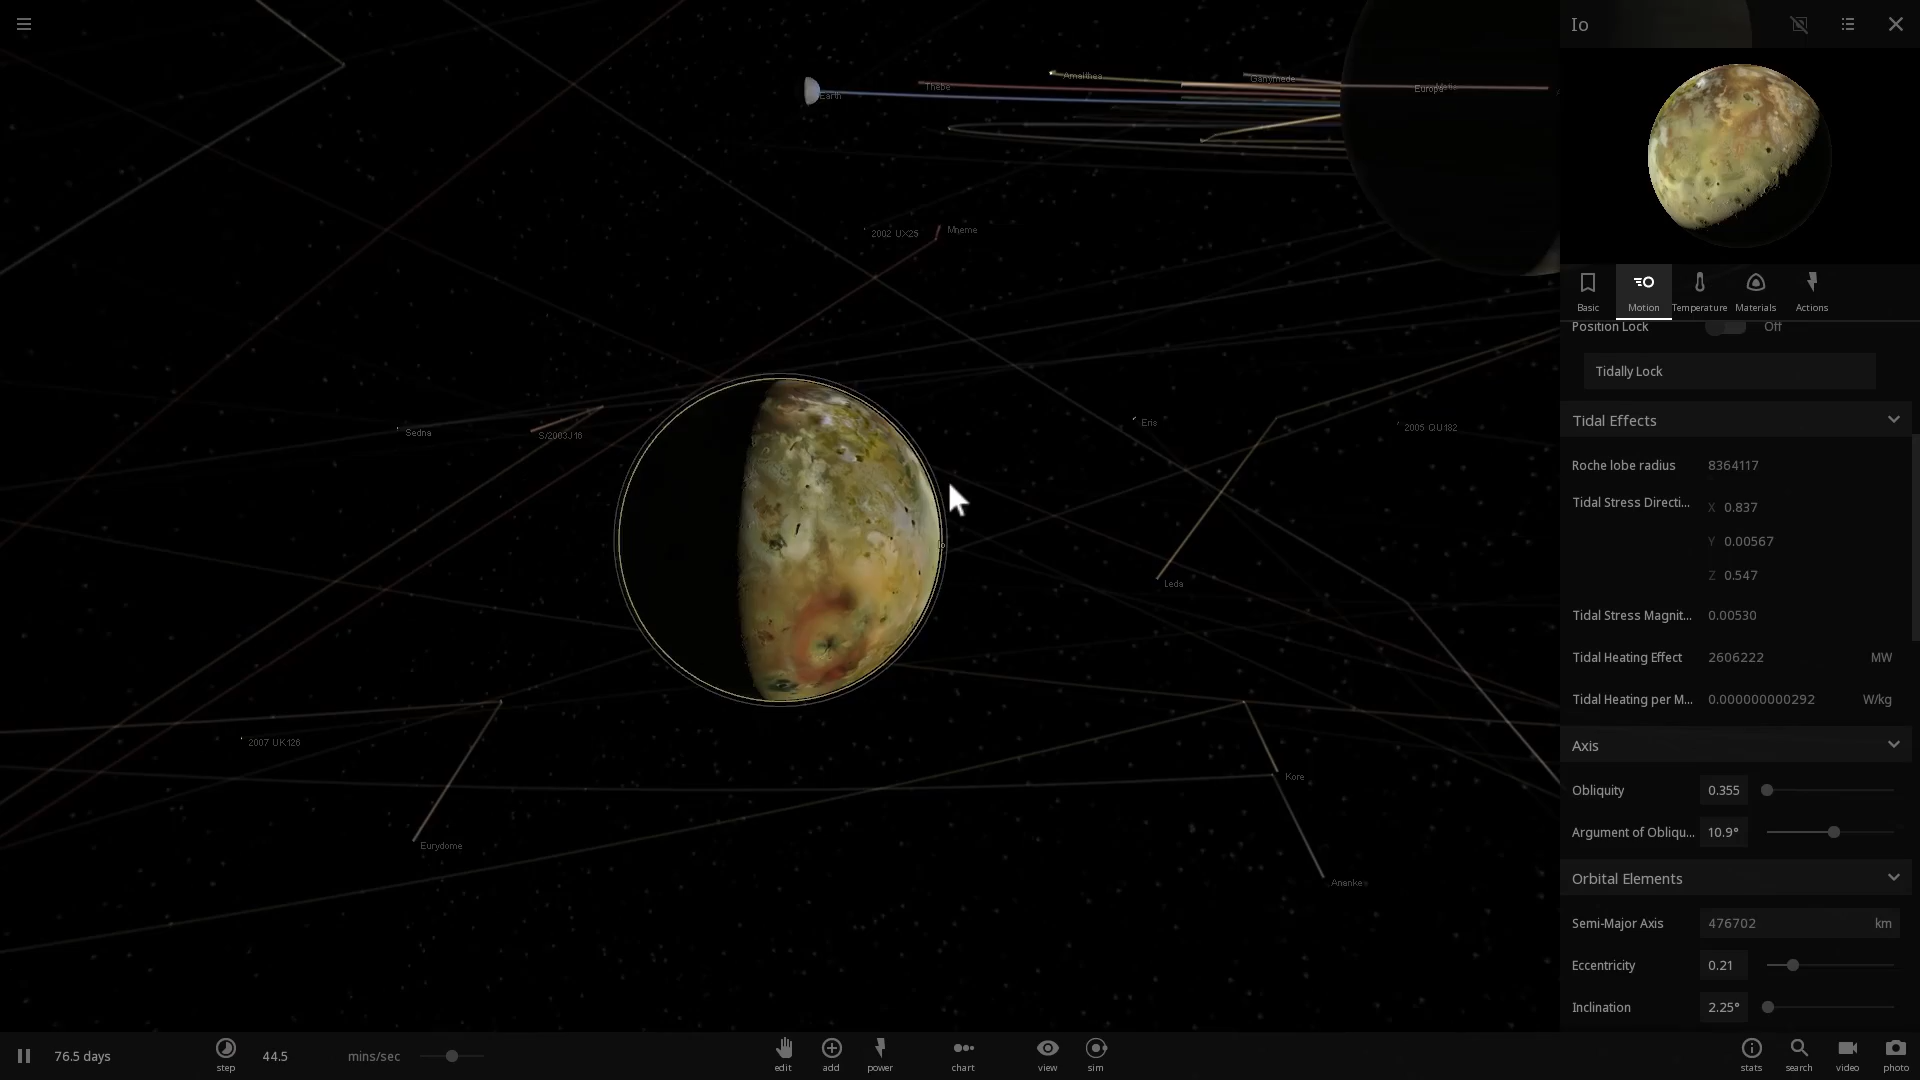 Io
Earth
Thebe
Amalthea
Ganymede
Europa
Metis
2002 UX25
Mneme
Sedna
S/2003J16
Eris
2005 QU182
Io
Leda
2007 UK126
Kore
Eurydome
Ananke
Basic
Motion
Temperature
Materials
Actions
Position Lock Off
Tidally Lock
Tidal Effects
Roche lobe radius 8364117
Tidal Stress Directi... X 0.837
Y 0.00567
Z 0.547
Tidal Stress Magnit... 0.00530
Tidal Heating Effect 2606222 MW
Tidal Heating per M... 0.000000000292 W/kg
Axis
Obliquity 0.355
Argument of Obliqu... 10.9°
Orbital Elements
Semi-Major Axis 476702 km
Eccentricity 0.21
Inclination 2.25°
76.5 days
step
44.5 mins/sec
edit
add
power
chart
view
sim
stats
search
video
photo